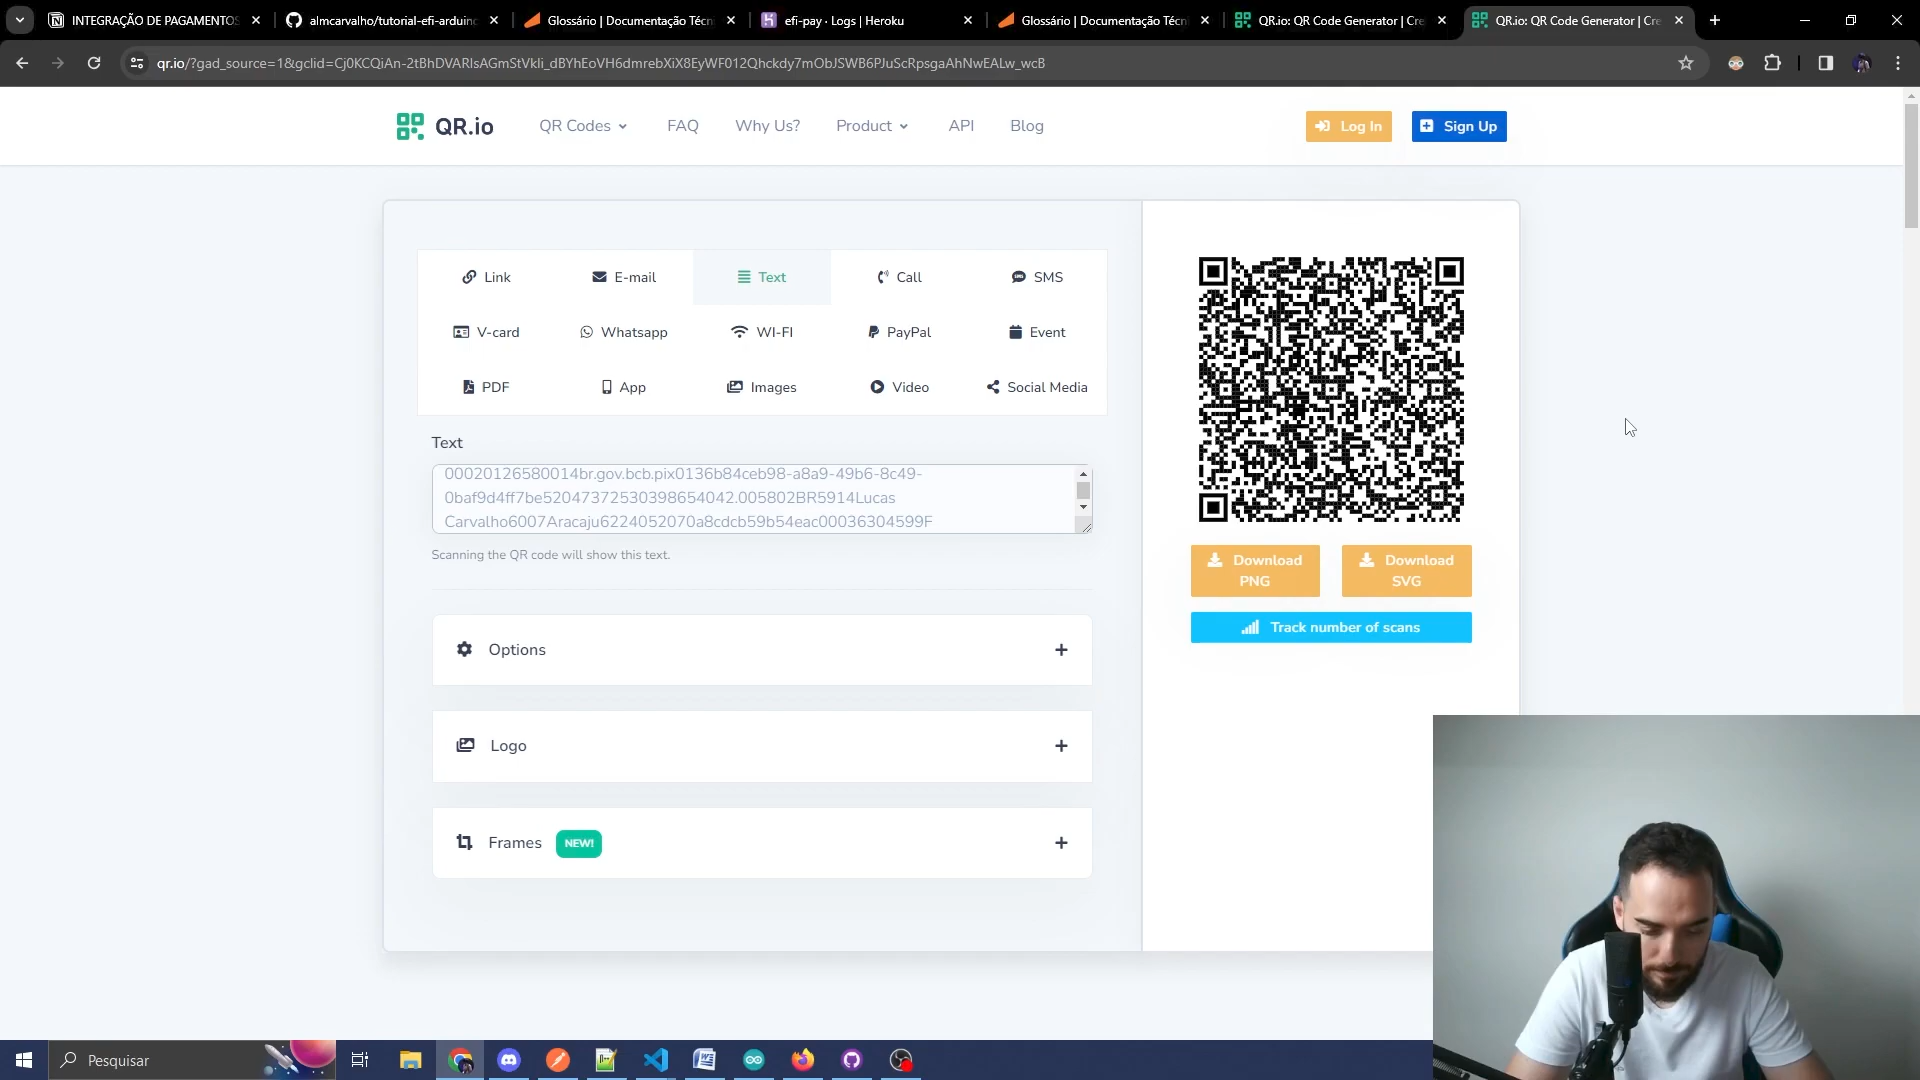 INTEGRAÇÃO DE PAGAMENTOS
almcarvalho/tutorial-efi-arduino
Glossário | Documentação Técni
efi-pay · Logs | Heroku
Glossário | Documentação Técni
QR.io: QR Code Generator | Cre
QR.io: QR Code Generator | Cre
qr.io/?gad_source=1&gclid=Cj0KCQiAn-2tBhDVARIsAGmStVkli_dBYhEoVH6dmrebXiX8EyWF012Qhckdy7mObJSWB6PJuScRpsgaAhNwEALw_wcB
QR.io
QR Codes
FAQ
Why Us?
Product
API
Blog
Log In
Sign Up
Link
E-mail
Text
Call
SMS
V-card
Whatsapp
WI-FI
PayPal
Event
PDF
App
Images
Video
Social Media
Text
00020126580014br.gov.bcb.pix0136b84ceb98-a8a9-49b6-8c49-
0baf9d4ff7be52047372530398654042.005802BR5914Lucas
Carvalho6007Aracaju6224052070a8cdcb59b54eac00036304599F
Scanning the QR code will show this text.
Download
PNG
Download
SVG
Track number of scans
Options
Logo
Frames
NEW!
Pesquisar